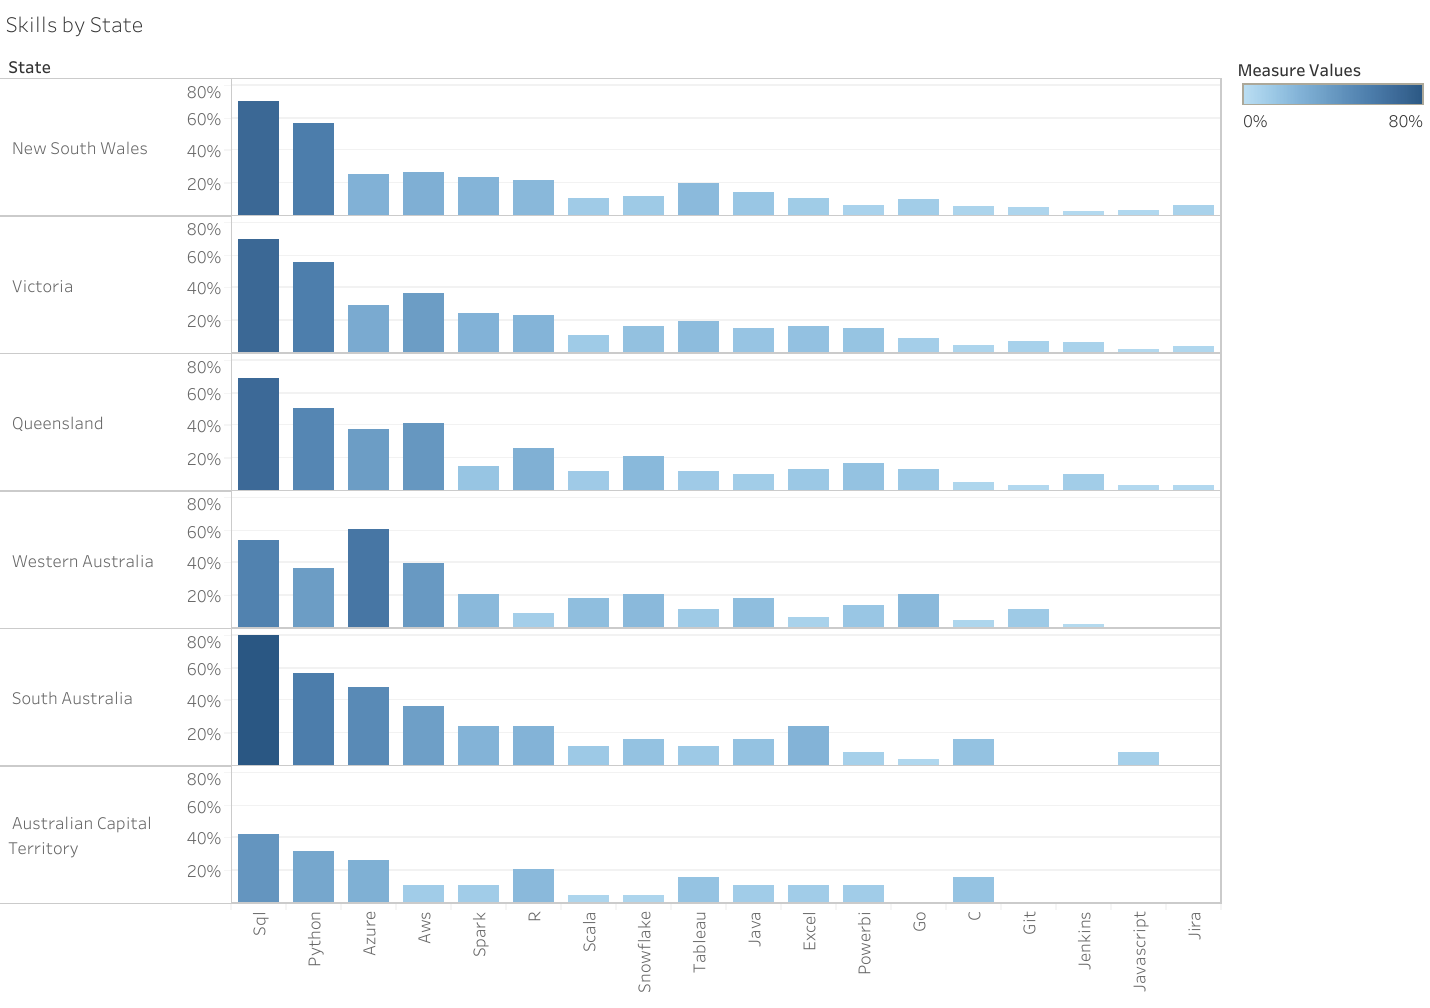 Skills by State
State
Measure Values
0% 80%
New South Wales
80%
60%
40%
20%
Victoria
80%
60%
40%
20%
Queensland
80%
60%
40%
20%
Western Australia
80%
60%
40%
20%
South Australia
80%
60%
40%
20%
Australian Capital
Territory
80%
60%
40%
20%
Sql
Python
Azure
Aws
Spark
R
Scala
Snowflake
Tableau
Java
Excel
Powerbi
Go
C
Git
Jenkins
Javascript
Jira